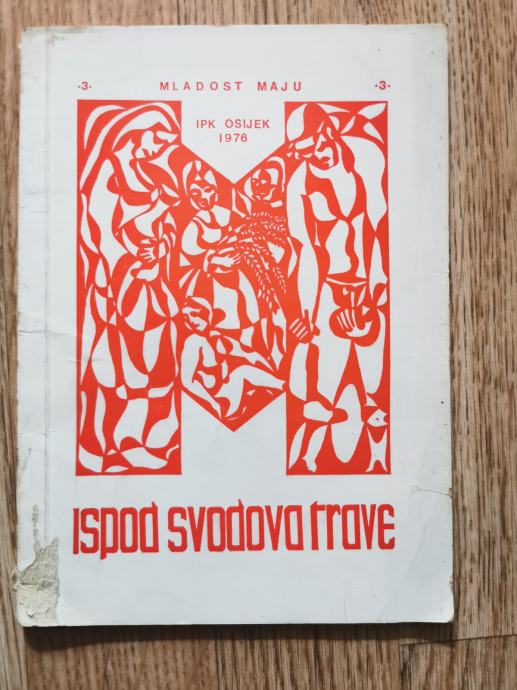 ·3· MLADOST MAJU ·3·
IPK OSIJEK
1976
Ispod svodova trave